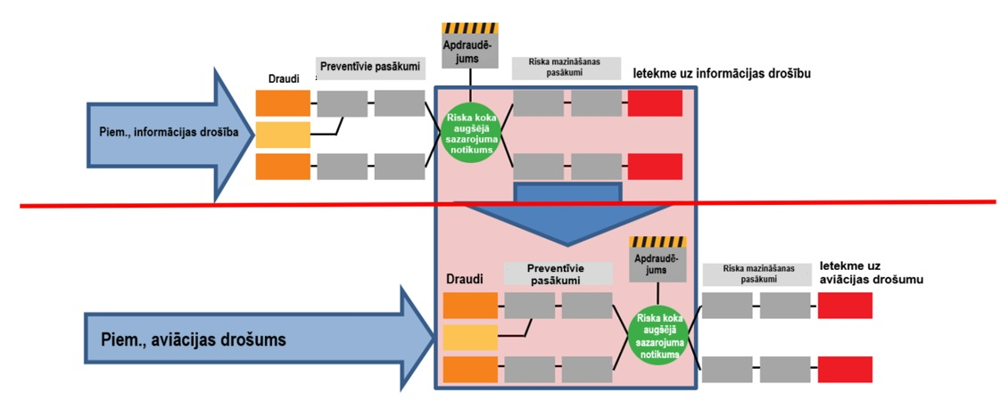 Apdraudē-
jums
Preventīvie pasākumi
Riska mazināšanas
pasākumi
Ietekme uz informācijas drošību
Draudi
Piem., informācijas drošība
Riska koka
augšējā
sazarojuma
notikums
Apdraudē-
jums
Preventīvie
pasākumi
Riska mazināšanas
pasākumi
Ietekme uz
aviācijas drošumu
Draudi
Piem., aviācijas drošums
Riska koka
augšējā
sazarojuma
notikums